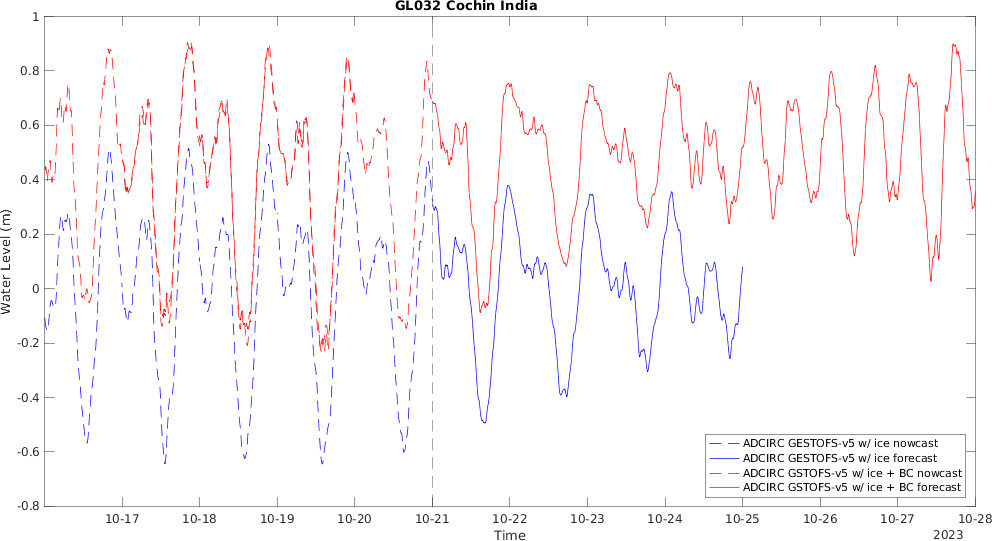 GL032 Cochin India
Water Level (m)
1
0.8
0.6
0.4
0.2
0
-0.2
-0.4
-0.6
-0.8
ADCIRC GESTOFS-v5 w/ ice nowcast
ADCIRC GESTOFS-v5 w/ ice forecast
ADCIRC GSTOFS-v5 w/ ice + BC nowcast
ADCIRC GSTOFS-v5 w/ ice + BC forecast
10-17 10-18 10-19 10-20 10-21 10-22 10-23 10-24 10-25 10-26 10-27 10-28
Time
2023